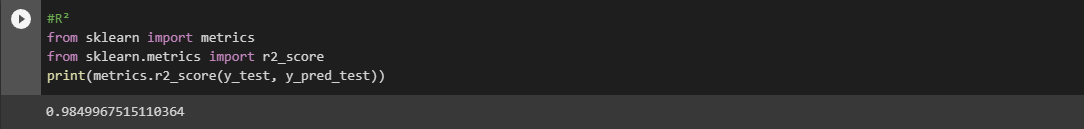 #R²
from sklearn import metrics
from sklearn.metrics import r2_score
print(metrics.r2_score(y_test, y_pred_test))
0.9849967515110364